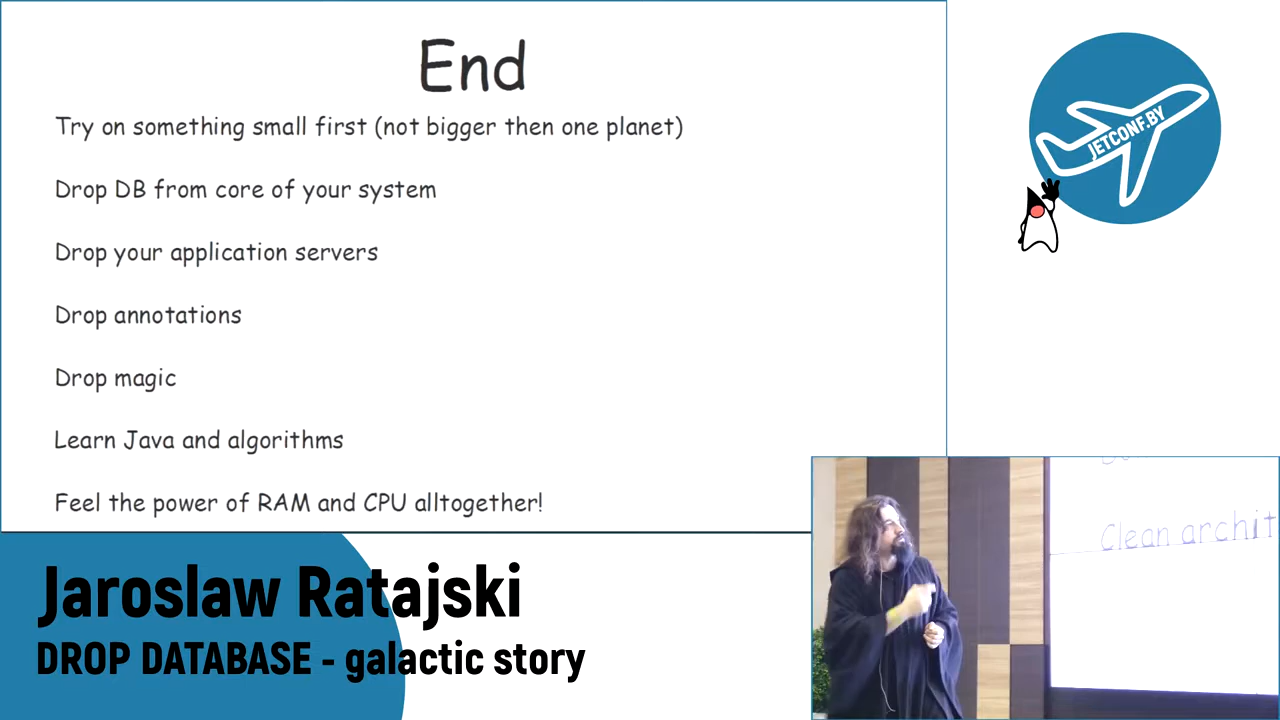 End
Try on something small first (not bigger then one planet)
Drop DB from core of your system
Drop your application servers
Drop annotations
Drop magic
Learn Java and algorithms
Feel the power of RAM and CPU alltogether!
JETCONF.BY
Clean archit
Jaroslaw Ratajski
DROP DATABASE - galactic story